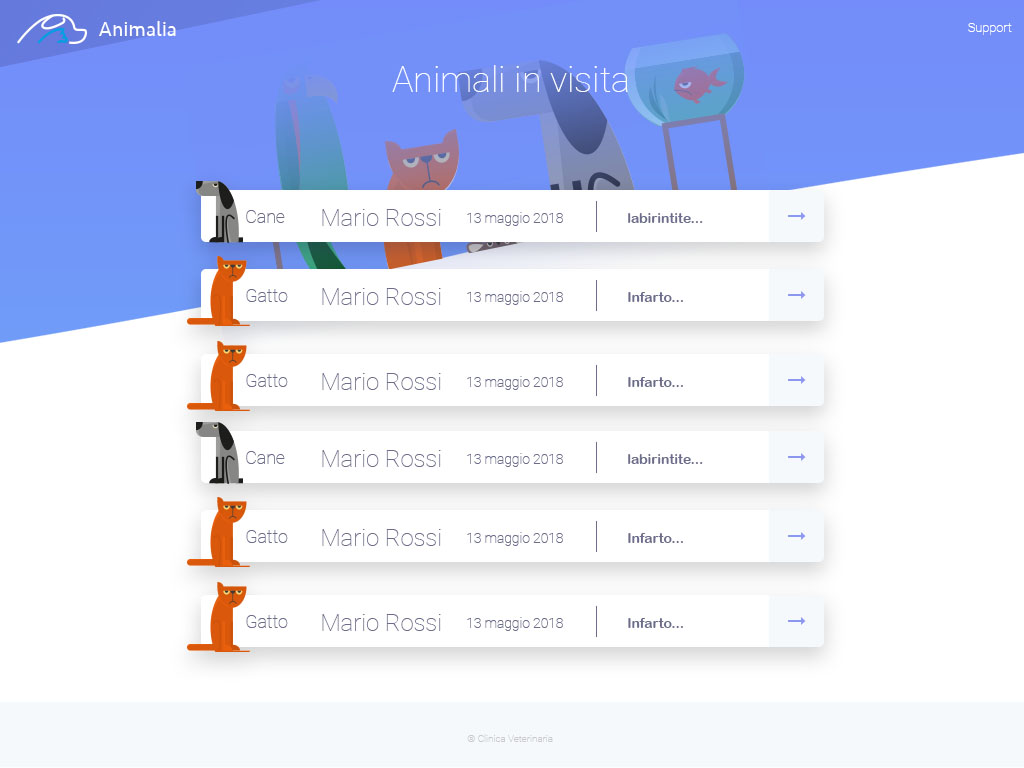 Animalia
Support
Animali in visita
Cane Mario Rossi 13 maggio 2018 labirintite...
Gatto Mario Rossi 13 maggio 2018 Infarto...
Gatto Mario Rossi 13 maggio 2018 Infarto...
Cane Mario Rossi 13 maggio 2018 labirintite...
Gatto Mario Rossi 13 maggio 2018 Infarto...
Gatto Mario Rossi 13 maggio 2018 Infarto...
© Clinica Veterinaria